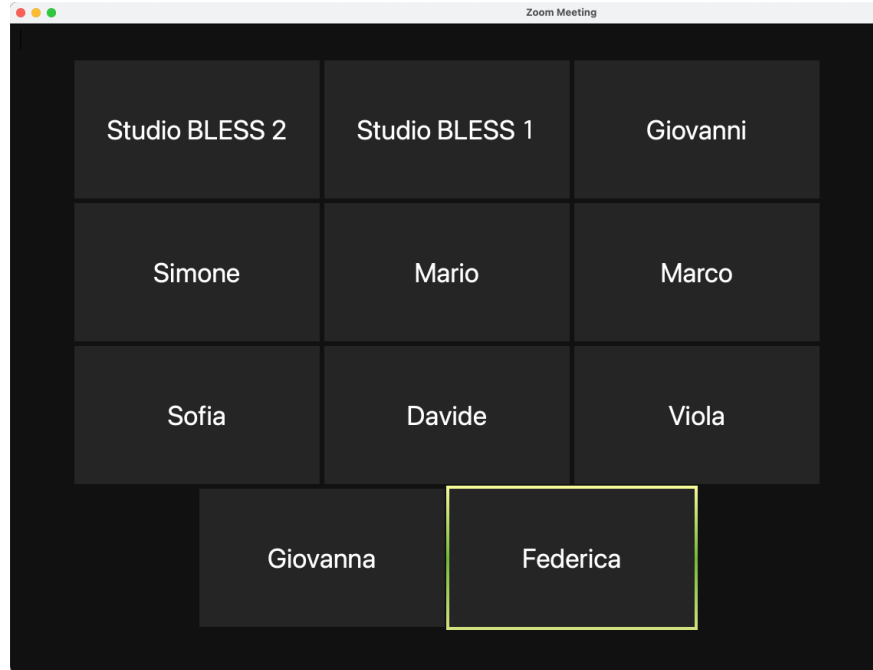 Zoom Meeting
Studio BLESS 2
Studio BLESS 1
Giovanni
Simone
Mario
Marco
Sofia
Davide
Viola
Giovanna
Federica